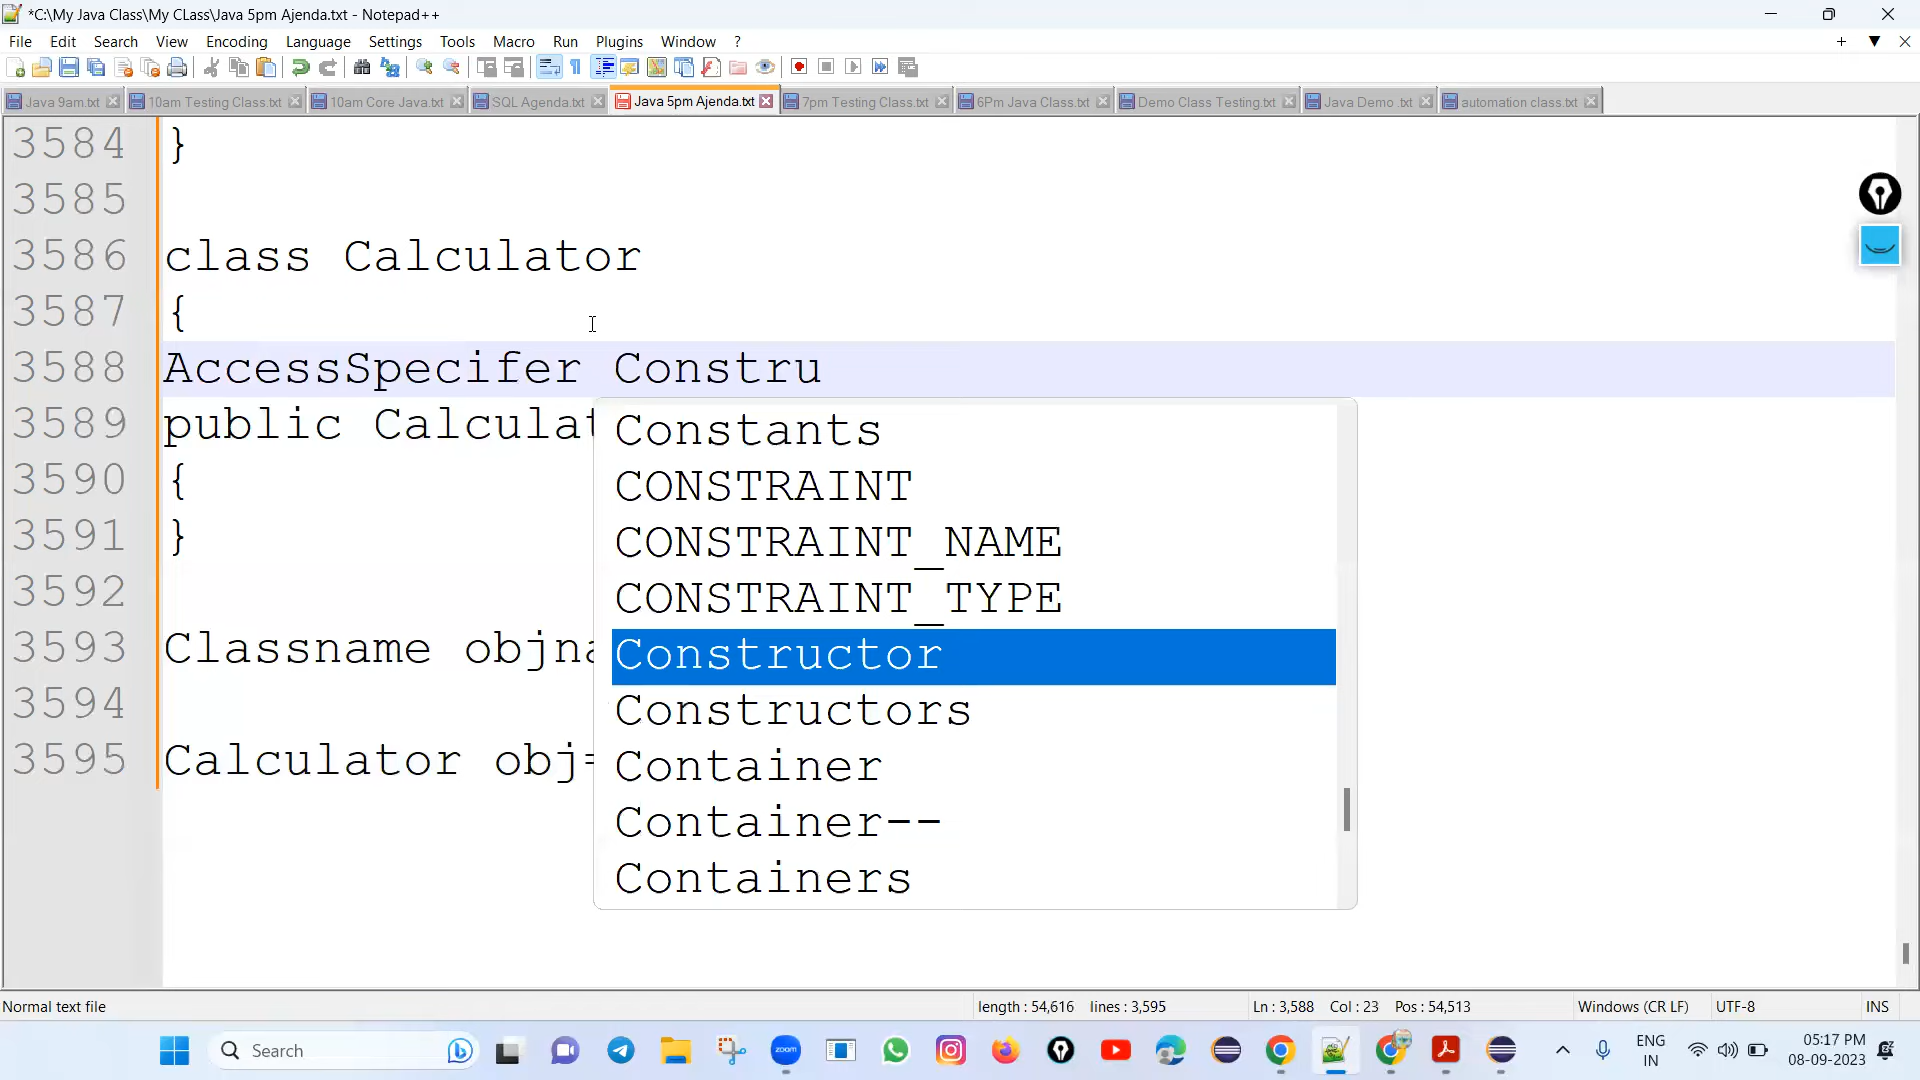 *C:\My Java Class\My CLass\Java 5pm Ajenda.txt - Notepad++
File Edit Search View Encoding Language Settings Tools Macro Run Plugins Window ?
Java 9am.txt 10am Testing Class.txt 10am Core Java.txt SQL Agenda.txt Java 5pm Ajenda.txt 7pm Testing Class.txt 6Pm Java Class.txt Demo Class Testing.txt Java Demo .txt automation class.txt
3584 }
3585
3586 class Calculator
3587 {
3588 AccessSpecifer Constru
3589 public Calculat
3590 {
3591 }
3592
3593 Classname objna
3594
3595 Calculator obj=
Constants
CONSTRAINT
CONSTRAINT_NAME
CONSTRAINT_TYPE
Constructor
Constructors
Container
Container--
Containers
Normal text file length : 54,616 lines : 3,595 Ln : 3,588 Col : 23 Pos : 54,513 Windows (CR LF) UTF-8 INS
Search zoom ENG IN 05:17 PM 08-09-2023